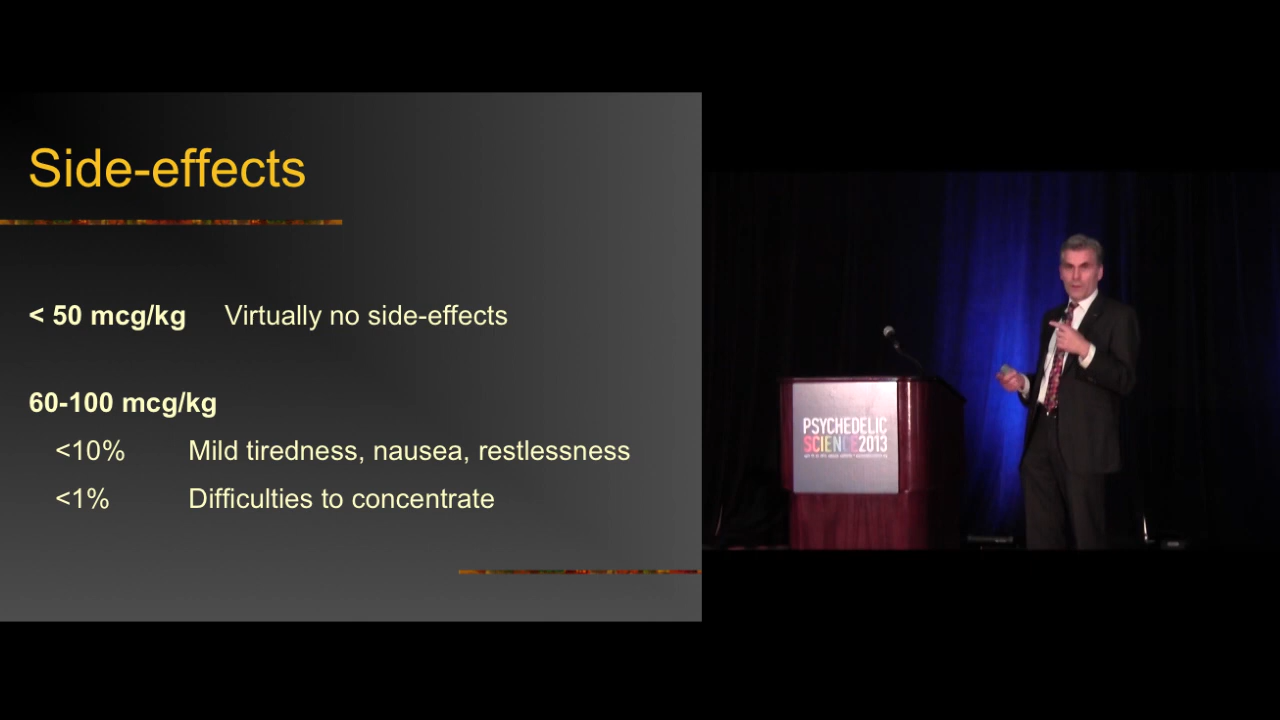 Side-effects
< 50 mcg/kg Virtually no side-effects
60-100 mcg/kg
<10% Mild tiredness, nausea, restlessness
<1% Difficulties to concentrate
PSYCHEDELIC
SCIENCE2013